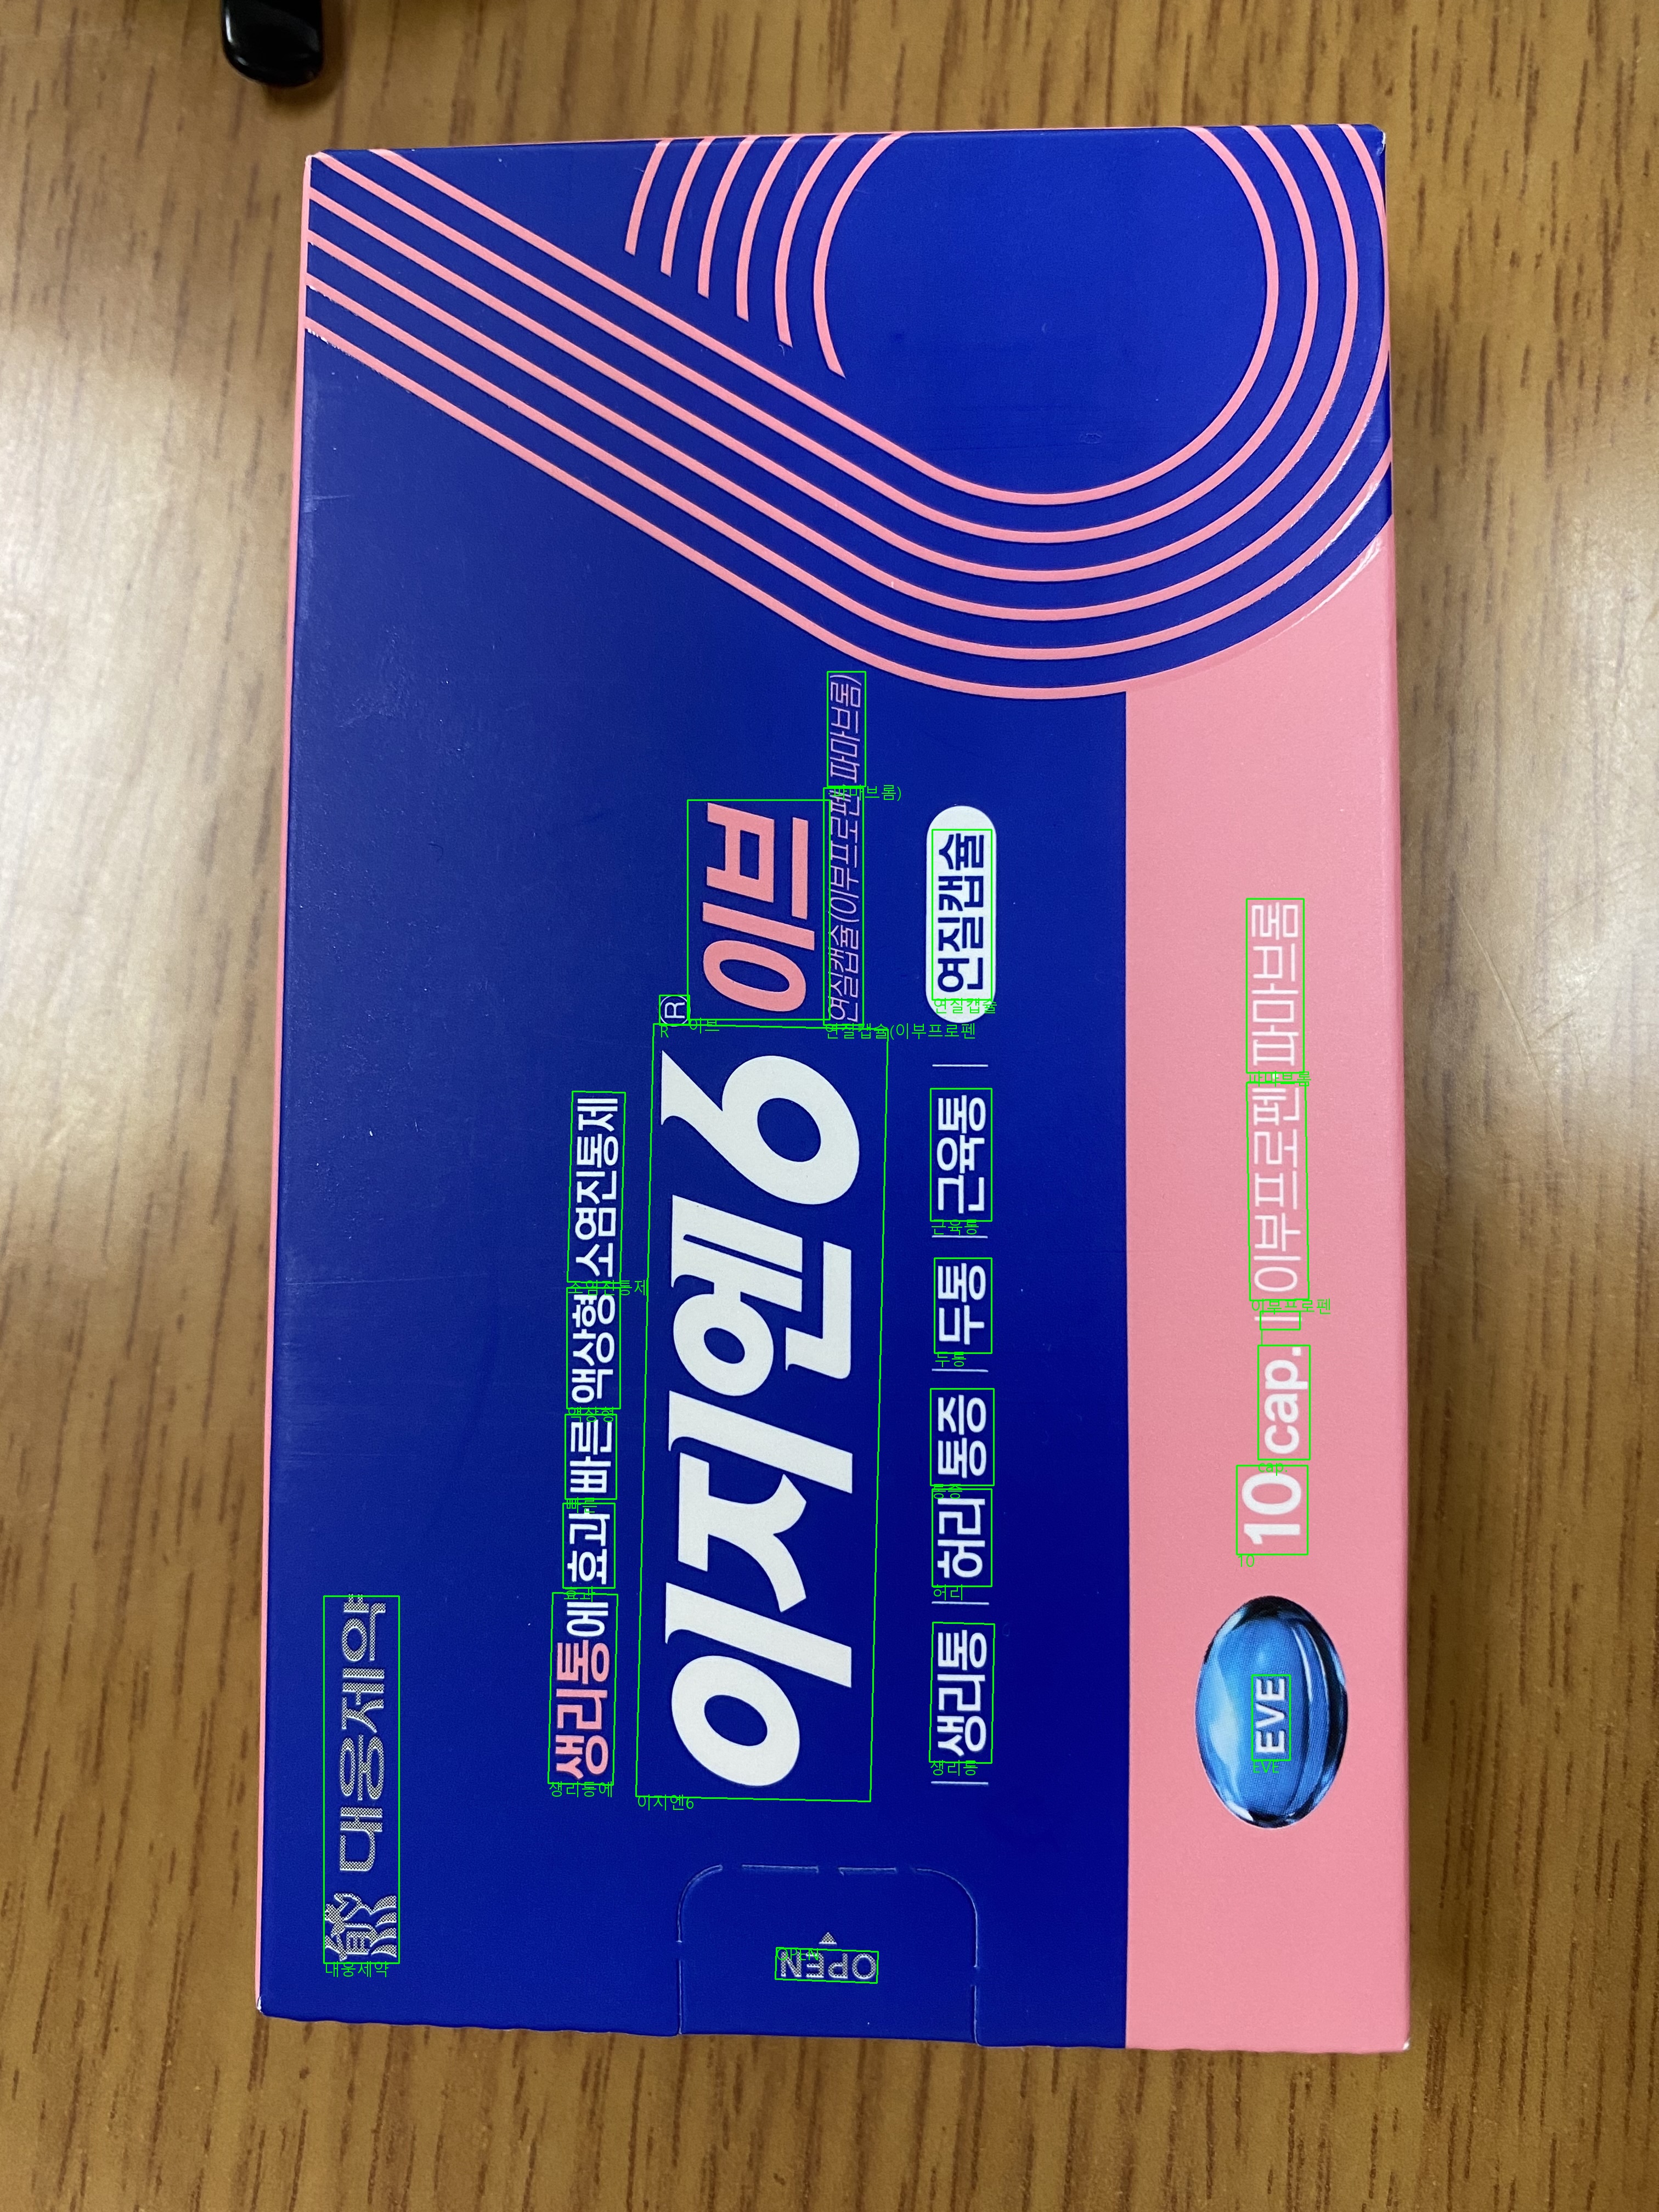 대웅제약
생리통에 효과 빠른 액상형 소염진통제
이지엔6® 이브
연질캡슐(이부프로펜 파마브롬)
| 생리통 | 허리 통증 | 두통 | 근육통 | 연질캡슐
EVE
10 cap. | 이부프로펜 파마브롬
OPEN